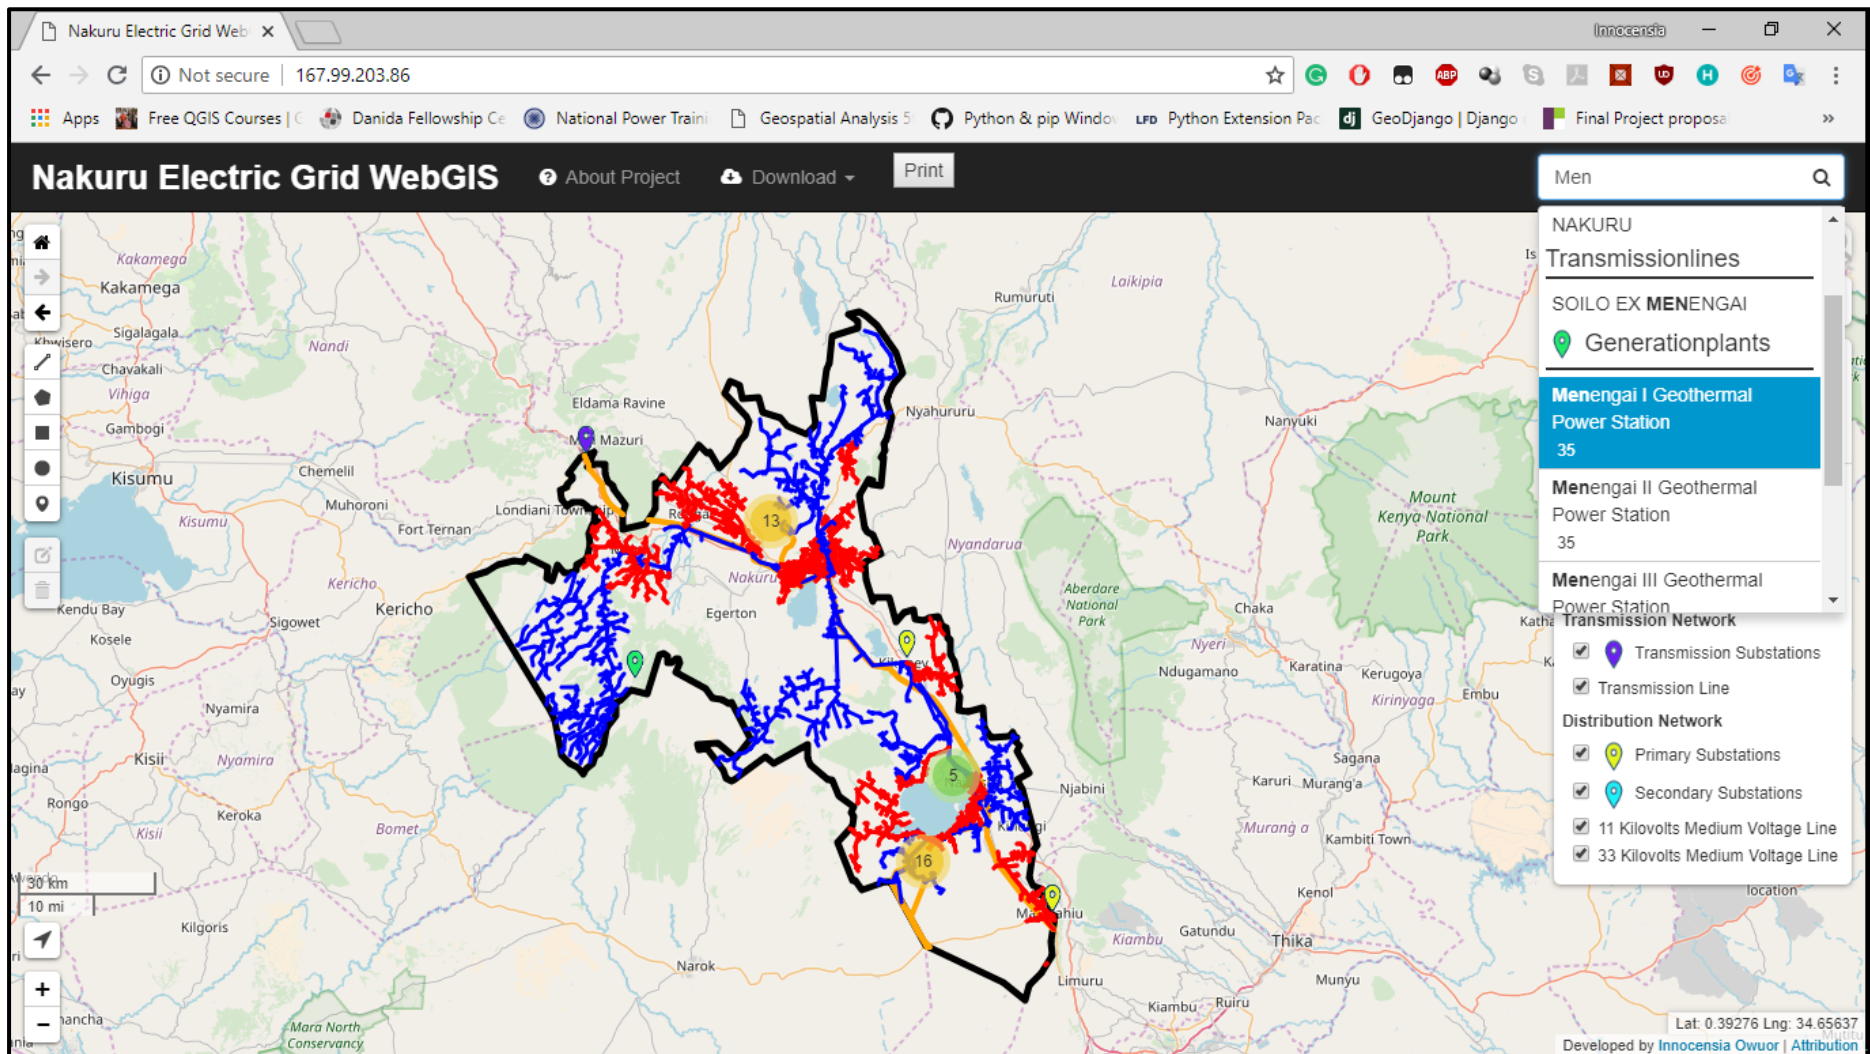 Nakuru Electric Grid Web
Innocensia
Not secure | 167.99.203.86
Apps Free QGIS Courses | G Danida Fellowship Ce National Power Traini Geospatial Analysis 5 Python & pip Window LFD Python Extension Pac dj GeoDjango | Django Final Project proposa »
Nakuru Electric Grid WebGIS About Project Download Print Men
NAKURU
Transmissionlines
SOILO EX MENENGAI
Generationplants
Menengai I Geothermal
Power Station
35
Menengai II Geothermal
Power Station
35
Menengai III Geothermal
Power Station
Transmission Network
Transmission Substations
Transmission Line
Distribution Network
Primary Substations
Secondary Substations
11 Kilovolts Medium Voltage Line
33 Kilovolts Medium Voltage Line
Kakamega
Kakamega
Sigalagala
Khwisero
Nandi
Chavakali
Vihiga
Gambogi
Kisumu
Chemelil
Muhoroni
Kisumu
Fort Ternan
Londiani
Eldama Ravine
Mazuri
Rumuruti
Laikipia
Nyahururu
Nanyuki
Mount
Kenya National
Park
13
Nyandarua
Nakuru
Aberdare
National
Park
Kericho
Kericho
Egerton
Chaka
Kendu Bay
Sigowet
Kosele
Nyeri
Ndugamano
Karatina
Kerugoya
Kirinyaga
Embu
Oyugis
Nyamira
Kisii
Nyamira
Sagana
5
Njabini
Karuri
Murang'a
Rongo
Keroka
Kisii
Bomet
Murang'a
Kambiti Town
16
30 km
10 mi
Kenol
location
Kilgoris
Kiambu
Gatundu
Thika
Narok
Limuru
Munyu
Kiambu
Ruiru
Mara North
Conservancy
+
−
Lat: 0.39276 Lng: 34.65637
Developed by Innocensia Owuor | Attribution